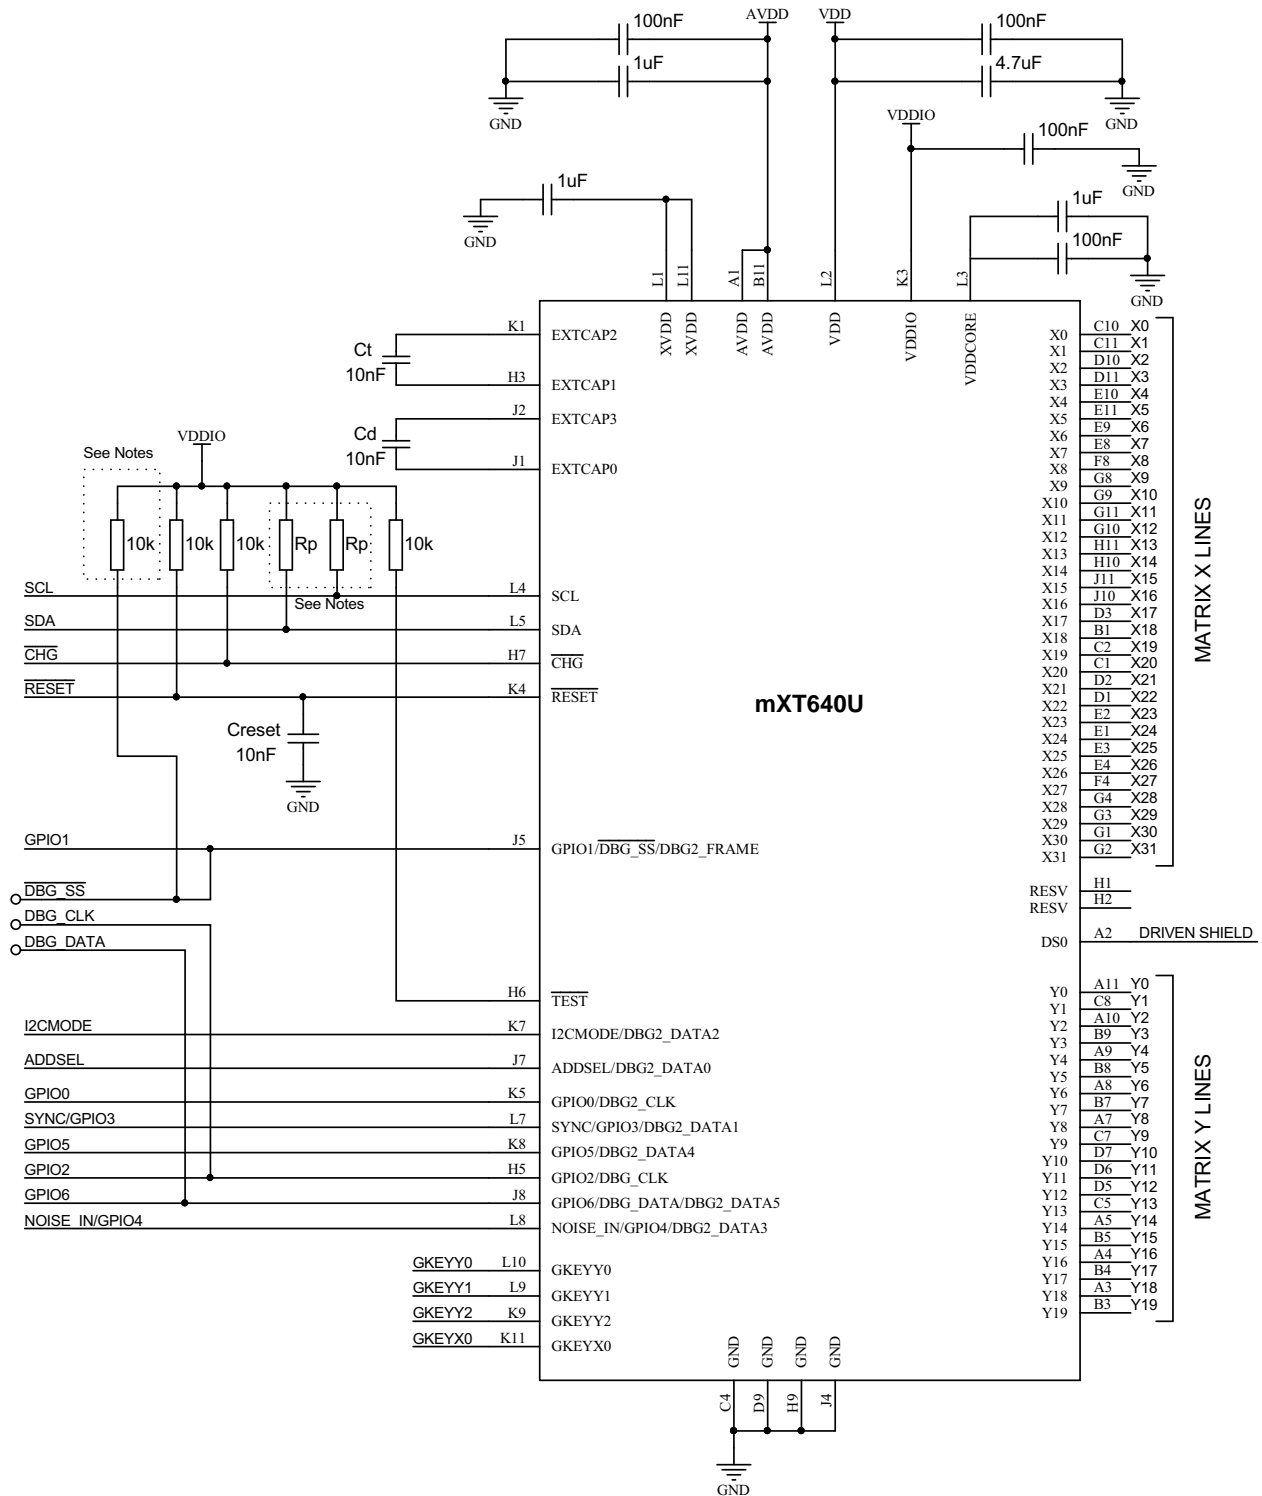 AVDD
VDD
100nF
100nF
1uF
4.7uF
GND
GND
VDDIO
100nF
GND
1uF
GND
1uF
100nF
GND
L1
L11
A1
B11
L2
K3
L3
XVDD
XVDD
AVDD
AVDD
VDD
VDDIO
VDDCORE
K1 EXTCAP2
Ct
10nF
H3 EXTCAP1
J2 EXTCAP3
Cd
10nF
J1 EXTCAP0
VDDIO
See Notes
10k
10k
10k
Rp
Rp
10k
See Notes
SCL L4 SCL
SDA L5 SDA
CHG H7 CHG
RESET K4 RESET
Creset
10nF
GND
mXT640U
GPIO1 J5 GPIO1/DBG_SS/DBG2_FRAME
DBG_SS
DBG_CLK
DBG_DATA
H6 TEST
I2CMODE K7 I2CMODE/DBG2_DATA2
ADDSEL J7 ADDSEL/DBG2_DATA0
GPIO0 K5 GPIO0/DBG2_CLK
SYNC/GPIO3 L7 SYNC/GPIO3/DBG2_DATA1
GPIO5 K8 GPIO5/DBG2_DATA4
GPIO2 H5 GPIO2/DBG_CLK
GPIO6 J8 GPIO6/DBG_DATA/DBG2_DATA5
NOISE_IN/GPIO4 L8 NOISE_IN/GPIO4/DBG2_DATA3
GKEYY0 L10 GKEYY0
GKEYY1 L9 GKEYY1
GKEYY2 K9 GKEYY2
GKEYX0 K11 GKEYX0
X0 C10 X0
X1 C11 X1
X2 D10 X2
X3 D11 X3
X4 E10 X4
X5 E11 X5
X6 E9 X6
X7 E8 X7
X8 F8 X8
X9 G8 X9
X10 G9 X10
X11 G11 X11
X12 G10 X12
X13 H11 X13
X14 H10 X14
X15 J11 X15
X16 J10 X16
X17 D3 X17
X18 B1 X18
X19 C2 X19
X20 C1 X20
X21 D2 X21
X22 D1 X22
X23 E2 X23
X24 E1 X24
X25 E3 X25
X26 E4 X26
X27 F4 X27
X28 G4 X28
X29 G3 X29
X30 G1 X30
X31 G2 X31
MATRIX X LINES
RESV H1
RESV H2
DS0 A2 DRIVEN SHIELD
Y0 A11 Y0
Y1 C8 Y1
Y2 A10 Y2
Y3 B9 Y3
Y4 A9 Y4
Y5 B8 Y5
Y6 A8 Y6
Y7 B7 Y7
Y8 A7 Y8
Y9 C7 Y9
Y10 D7 Y10
Y11 D6 Y11
Y12 D5 Y12
Y13 C5 Y13
Y14 A5 Y14
Y15 B5 Y15
Y16 A4 Y16
Y17 B4 Y17
Y18 A3 Y18
Y19 B3 Y19
MATRIX Y LINES
GND
GND
GND
GND
C4
D9
H9
J4
GND